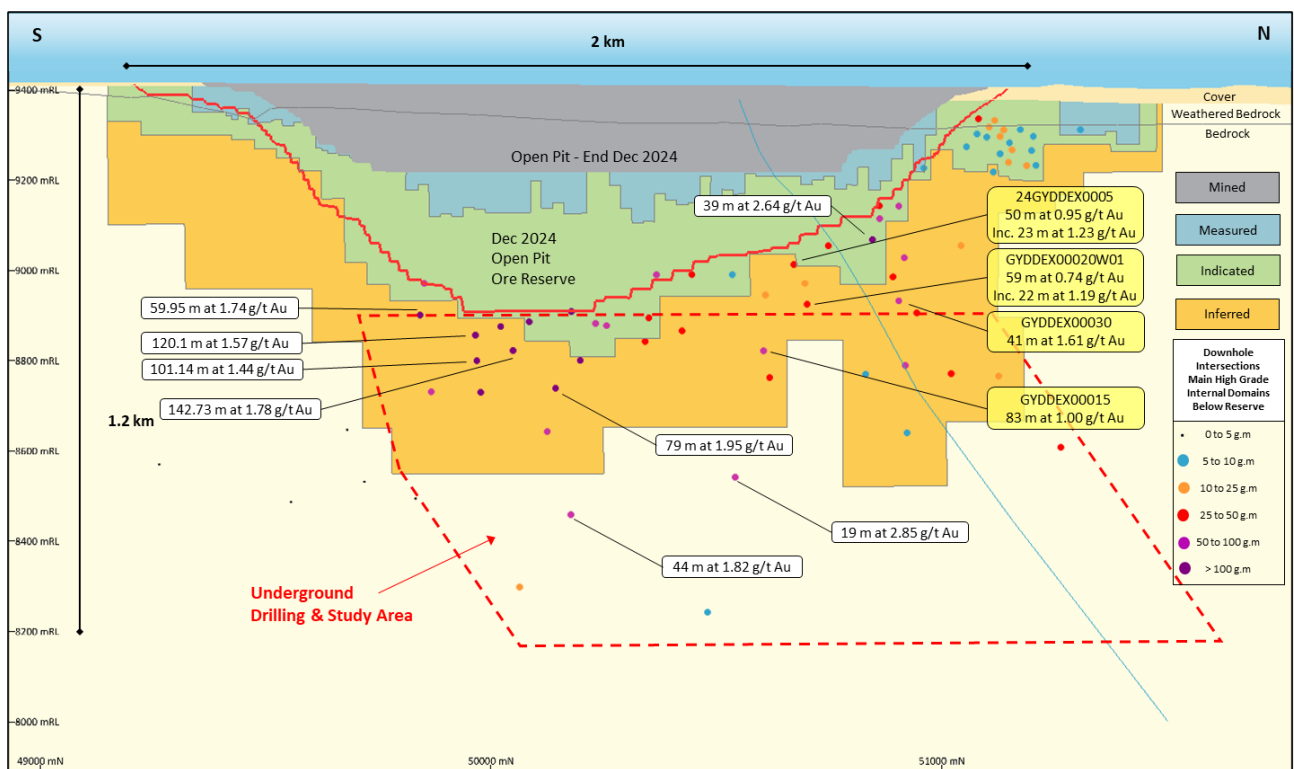 S
N
2 km
9400 mRL
Cover
Weathered Bedrock
Bedrock
Open Pit - End Dec 2024
9200 mRL
Mined
39 m at 2.64 g/t Au
24GYDDEX0005
50 m at 0.95 g/t Au
Inc. 23 m at 1.23 g/t Au
Measured
Dec 2024
Open Pit
Ore Reserve
9000 mRL
GYDDEX00020W01
59 m at 0.74 g/t Au
Inc. 22 m at 1.19 g/t Au
Indicated
59.95 m at 1.74 g/t Au
GYDDEX00030
41 m at 1.61 g/t Au
Inferred
120.1 m at 1.57 g/t Au
8800 mRL
101.14 m at 1.44 g/t Au
Downhole
Intersections
Main High Grade
Internal Domains
Below Reserve
142.73 m at 1.78 g/t Au
GYDDEX00015
83 m at 1.00 g/t Au
1.2 km
79 m at 1.95 g/t Au
0 to 5 g.m
8600 mRL
5 to 10 g.m
10 to 25 g.m
25 to 50 g.m
19 m at 2.85 g/t Au
50 to 100 g.m
8400 mRL
44 m at 1.82 g/t Au
> 100 g.m
Underground
Drilling & Study Area
8200 mRL
8000 mRL
49000 mN
50000 mN
51000 mN